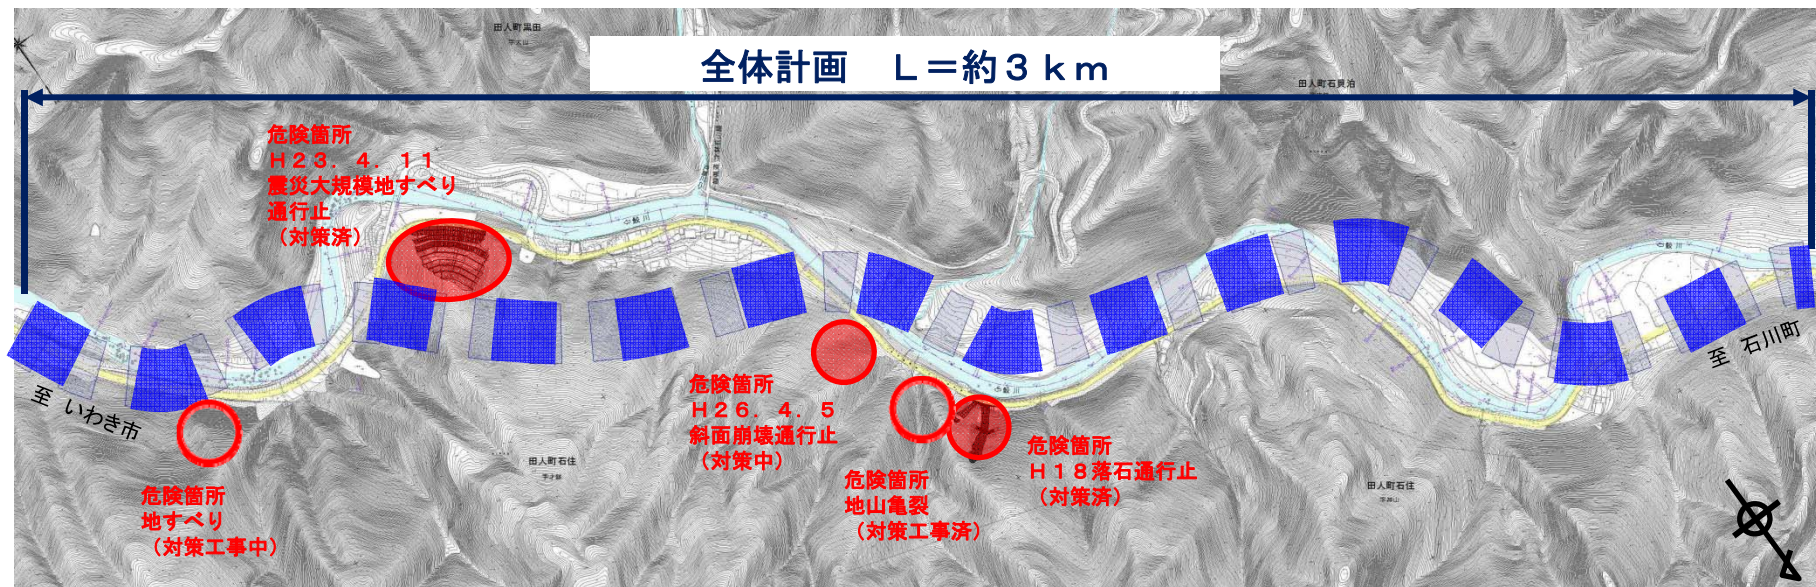 田人町黒田
全体計画　Ｌ＝約３ｋｍ
田人町石貝泊
危険箇所
Ｈ２３．４．１１
震災大規模地すべり
通行止
（対策済）
鮫川
鮫川
至 いわき市
危険箇所
地すべり
（対策工事中）
危険箇所
Ｈ２６．４．５
斜面崩壊通行止
（対策中）
鮫川
危険箇所
地山亀裂
（対策工事済）
危険箇所
Ｈ１８落石通行止
（対策済）
至 石川町
田人町石住
田人町石住